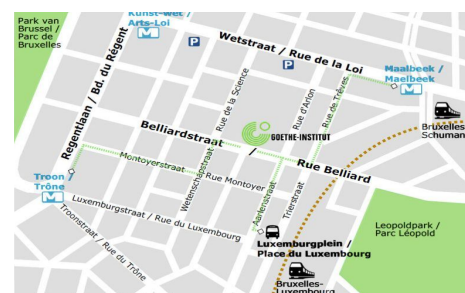 Park van
Brussel /
Parc de
Bruxelles
Kunst-wet /
Arts-Loi
M
P
Wetstraat / Rue de la Loi
P
Maalbeek /
Maelbeek
M
Regentlaan / Bd. du Régent
Rue de la Science
Rue d'Arlon
Rue de Trèves
Bruxelles
Schuman
Belliardstraat
/
Rue Belliard
GOETHE-INSTITUT
Troon
Trône
M
Montoyerstraat
Rue Montoyer
Wetenschapstraat
Aarlenstraat
Trierstraat
Luxemburgstraat / Rue du Luxembourg
Troonstraat / Rue du Trône
Luxemburgplein /
Place du Luxembourg
Leopoldpark /
Parc Léopold
Bruxelles-
Luxembourg